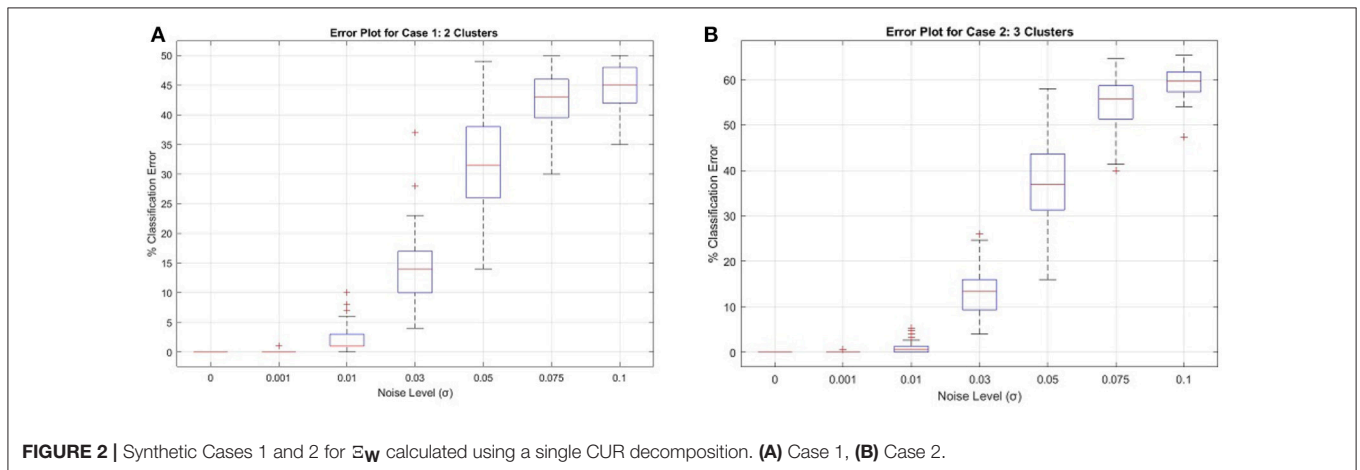 A
Error Plot for Case 1: 2 Clusters
% Classification Error
50
45
40
35
30
25
20
15
10
5
0
0 0.001 0.01 0.03 0.05 0.075 0.1
Noise Level (σ)
B
Error Plot for Case 2: 3 Clusters
% Classification Error
60
50
40
30
20
10
0
0 0.001 0.01 0.03 0.05 0.075 0.1
Noise Level (σ)
FIGURE 2 | Synthetic Cases 1 and 2 for ΞW calculated using a single CUR decomposition. (A) Case 1, (B) Case 2.